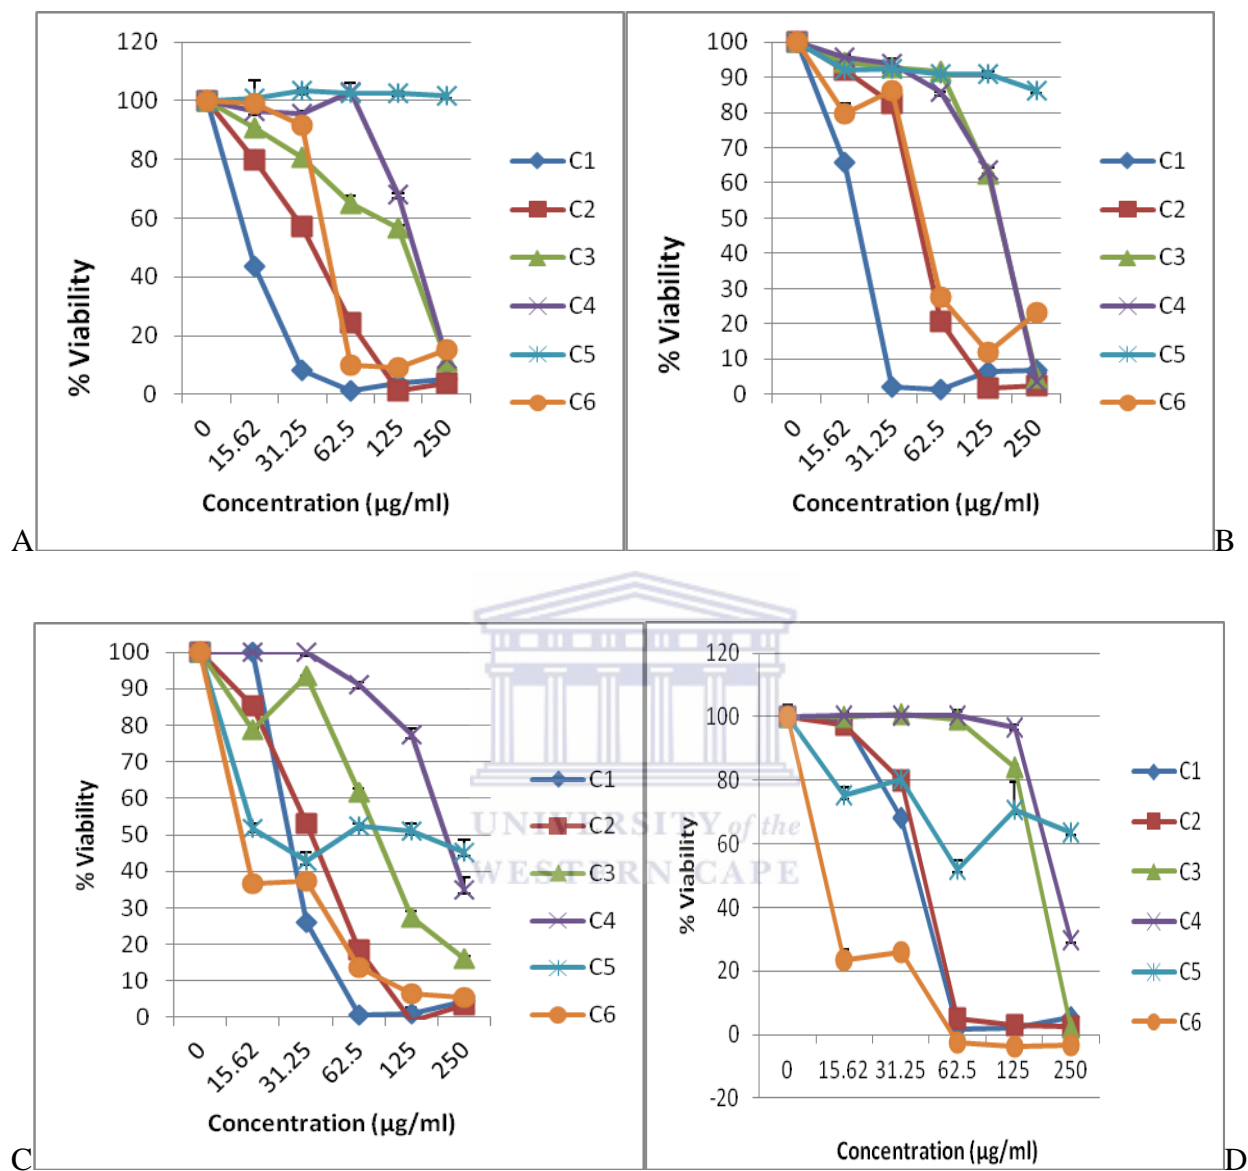 120
100
80
60
40
20
0
% Viability
0
15.62
31.25
62.5
125
250
Concentration (µg/ml)
C1
C2
C3
C4
C5
C6
A
100
90
80
70
60
50
40
30
20
10
0
% Viability
0
15.62
31.25
62.5
125
250
Concentration (µg/ml)
C1
C2
C3
C4
C5
C6
B
100
90
80
70
60
50
40
30
20
10
0
% Viability
0
15.62
31.25
62.5
125
250
Concentration (µg/ml)
C1
C2
C3
C4
C5
C6
C
UNIVERSITY of the
WESTERN CAPE
120
100
80
60
40
20
0
-20
% Viability
0 15.62 31.25 62.5 125 250
Concentration (µg/ml)
C1
C2
C3
C4
C5
C6
D